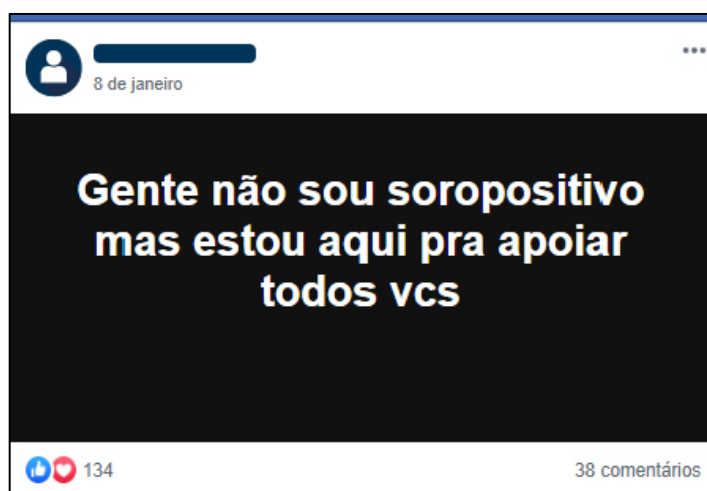 8 de janeiro
Gente não sou soropositivo
mas estou aqui pra apoiar
todos vcs
134
38 comentários